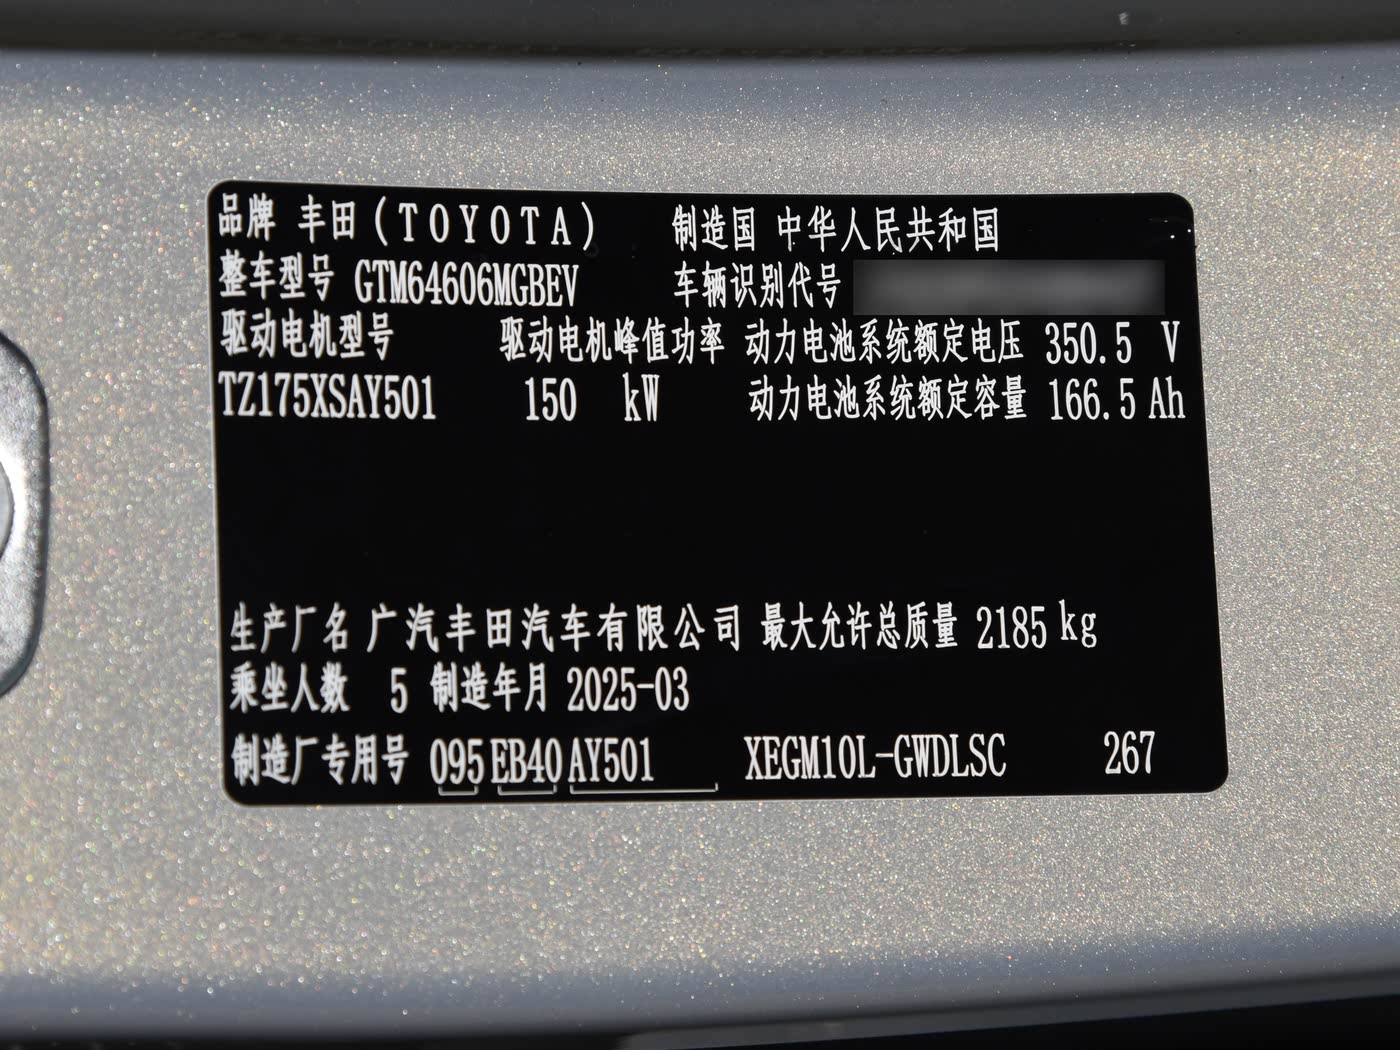 品牌 丰田(TOYOTA) 制造国 中华人民共和国
整车型号 GTM64606MGBEV 车辆识别代号
驱动电机型号 驱动电机峰值功率 动力电池系统额定电压 350.5 V
TZ175XSAY501 150 kW 动力电池系统额定容量 166.5 Ah
生产厂名 广汽丰田汽车有限公司 最大允许总质量 2185 kg
乘坐人数 5 制造年月 2025-03
制造厂专用号 095 EB40 AY501 XEGM10L-GWDLSC 267